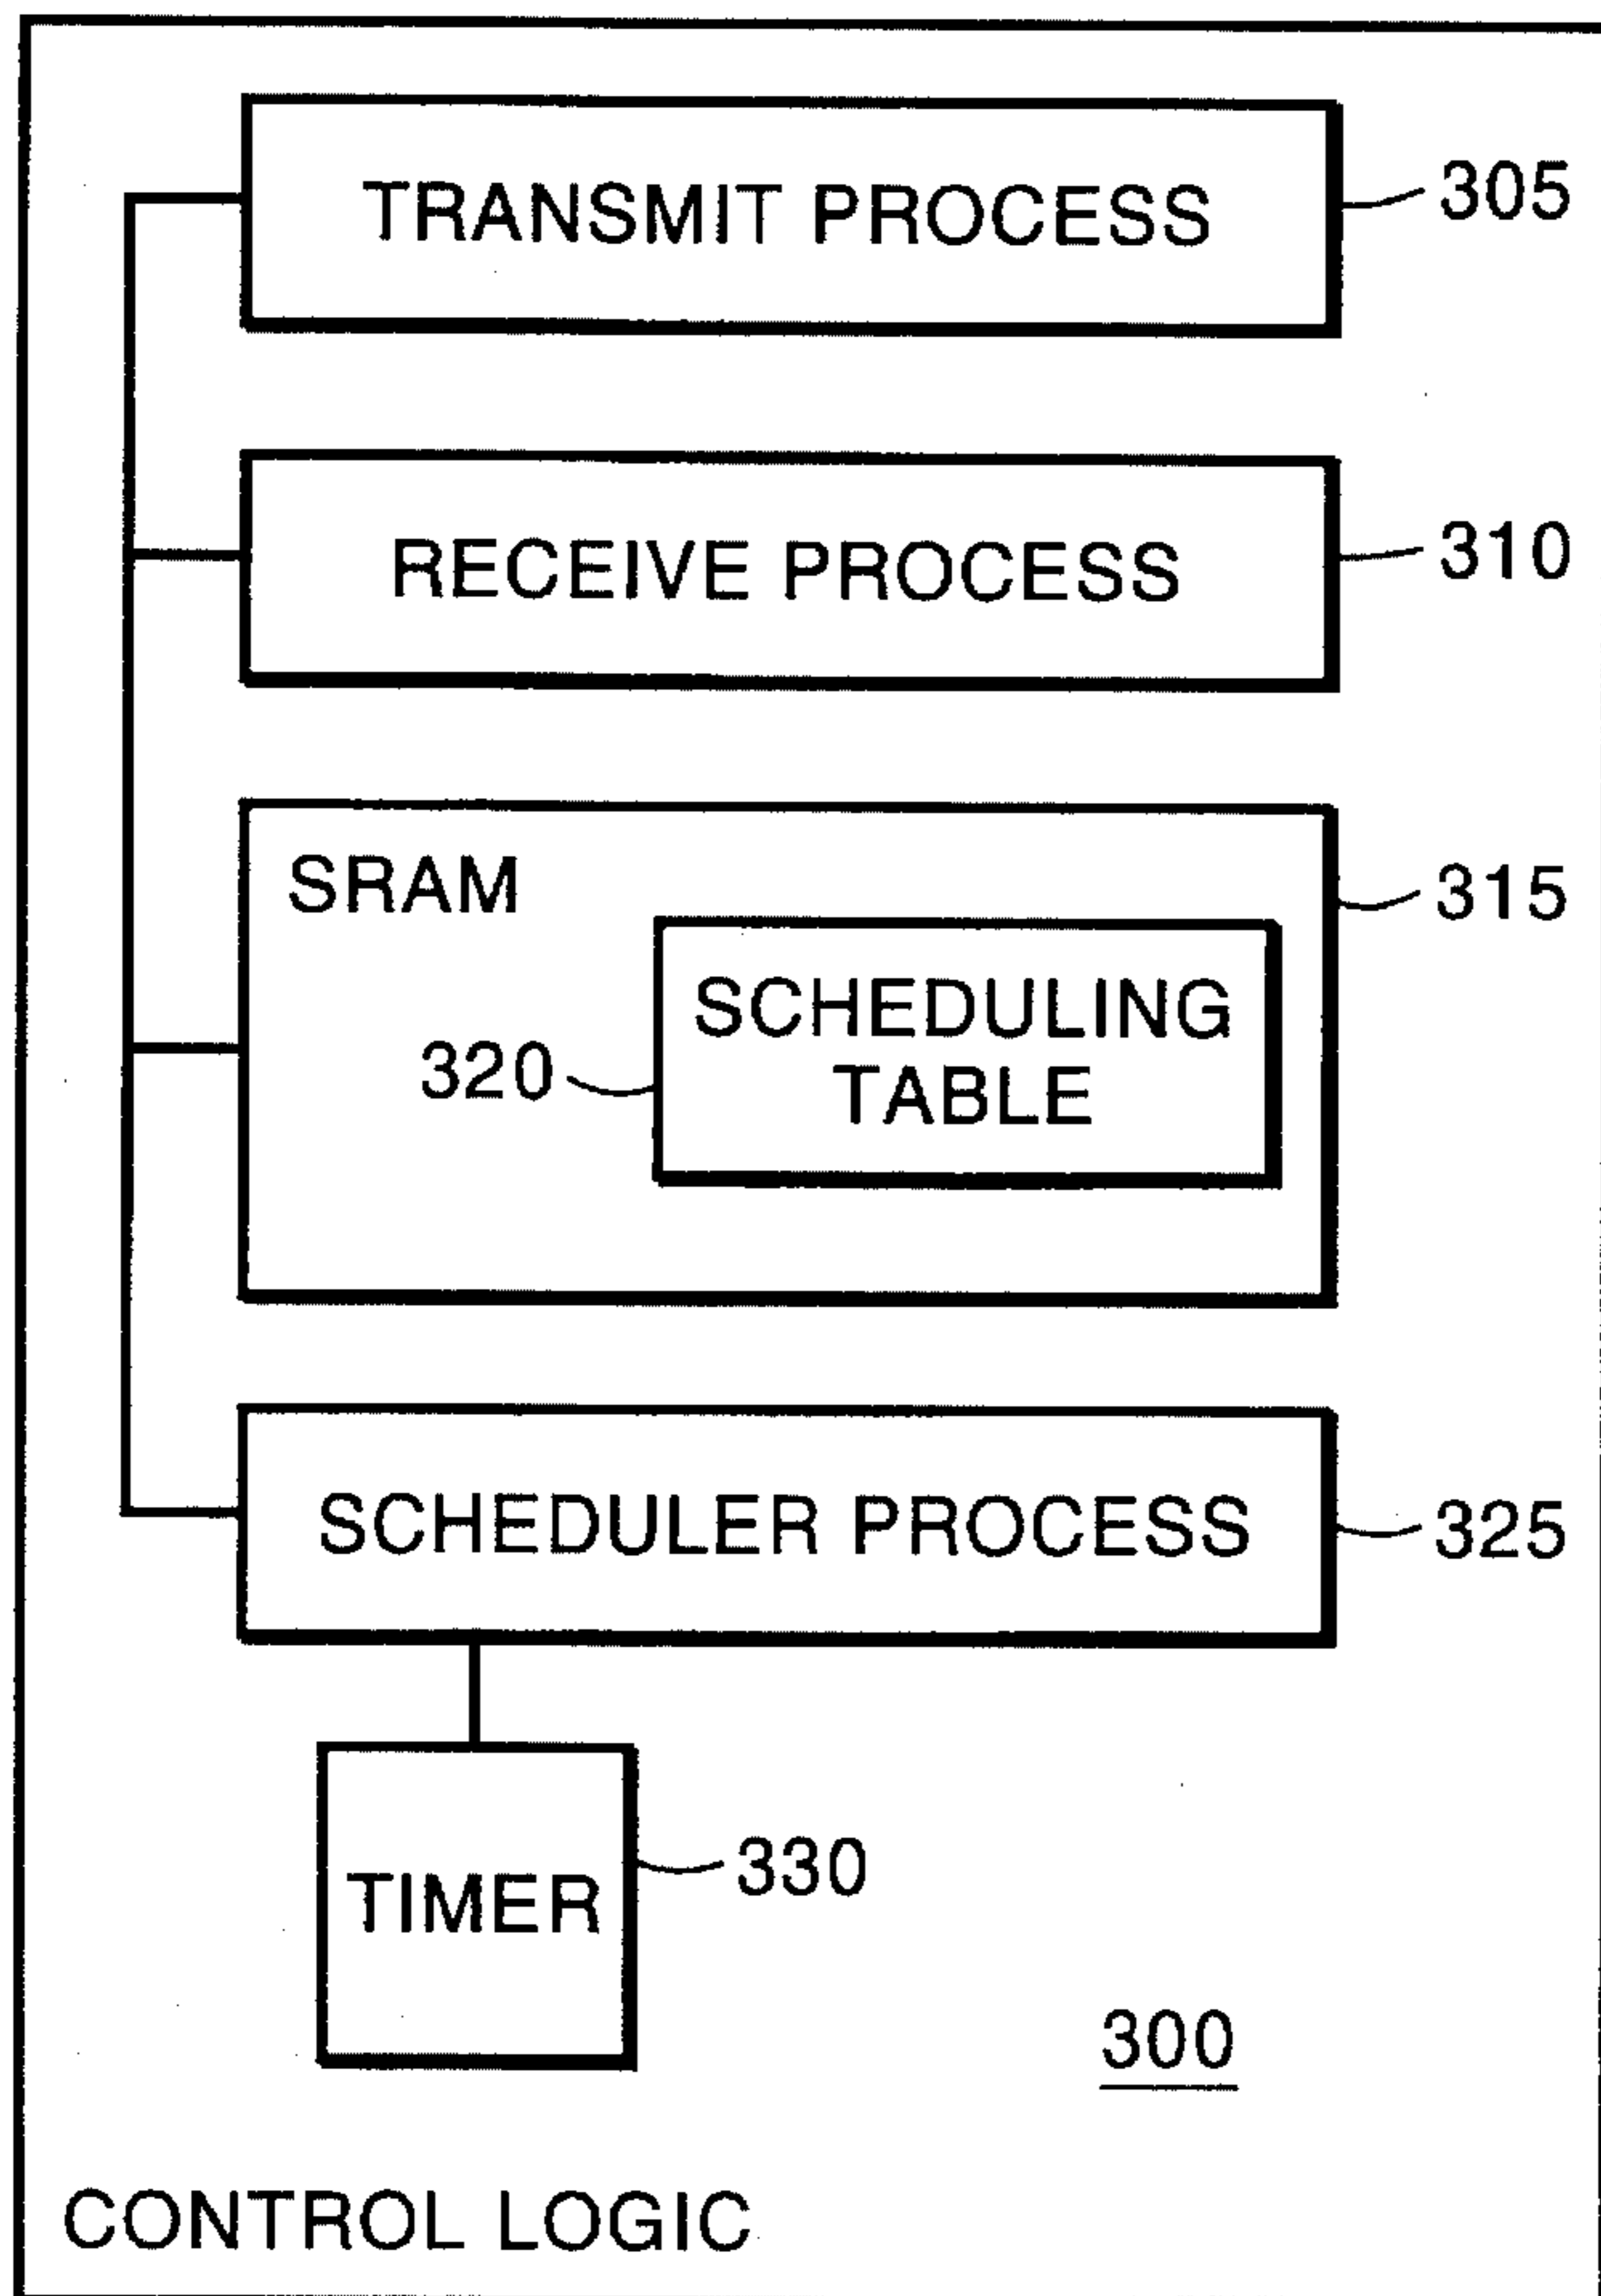 TRANSMIT PROCESS
305
RECEIVE PROCESS
310
SRAM
315
SCHEDULING
TABLE
320
SCHEDULER PROCESS
325
TIMER
330
300
CONTROL LOGIC